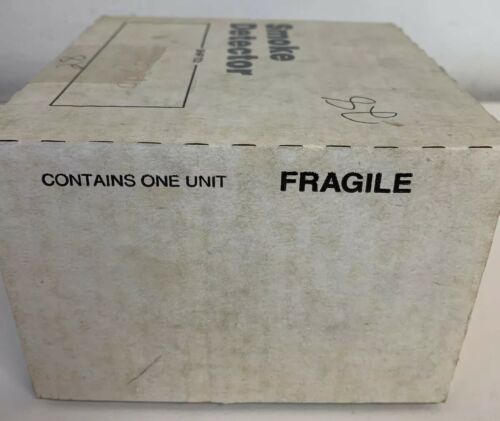 Smoke
Detector
CONTAINS ONE UNIT
FRAGILE